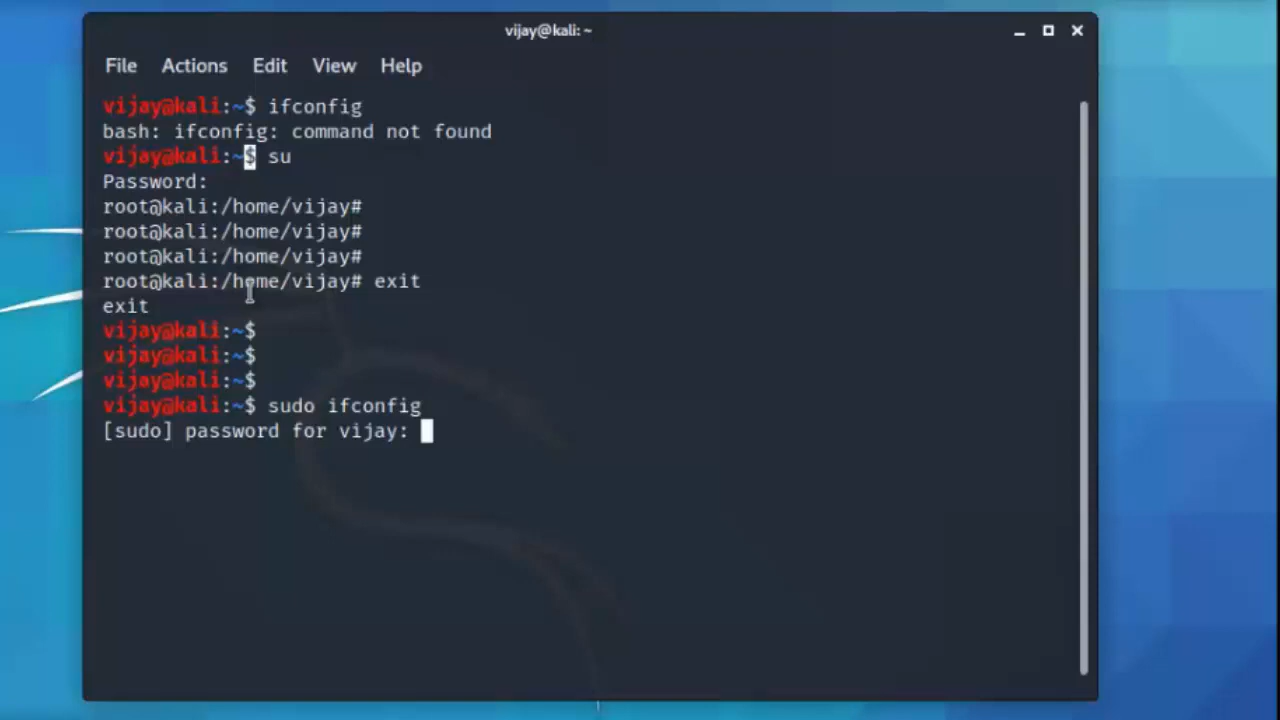 vijay@kali: ~
File Actions Edit View Help
vijay@kali:~$ ifconfig
bash: ifconfig: command not found
vijay@kali:~$ su
Password:
root@kali:/home/vijay#
root@kali:/home/vijay#
root@kali:/home/vijay#
root@kali:/home/vijay# exit
exit
vijay@kali:~$
vijay@kali:~$
vijay@kali:~$
vijay@kali:~$ sudo ifconfig
[sudo] password for vijay: